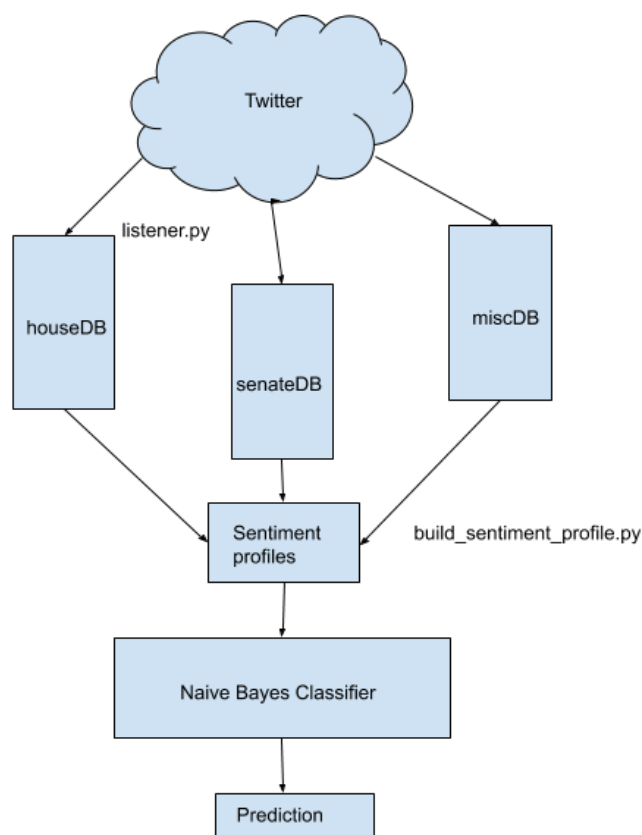 Twitter
listener.py
houseDB
miscDB
senateDB
Sentiment
profiles
build_sentiment_profile.py
Naive Bayes Classifier
Prediction